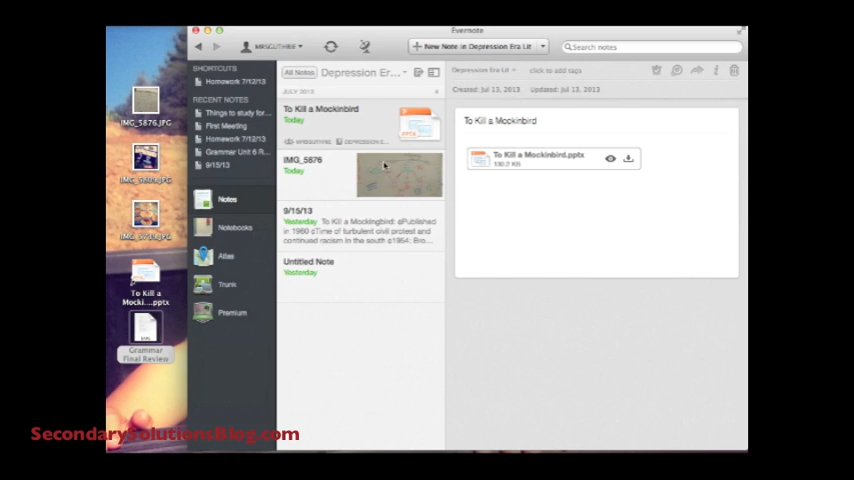 Evernote
MRSGUTHRIE
New Note in Depression Era Lit
Search notes
SHORTCUTS
Homework 7/12/13
RECENT NOTES
Things to study for...
First Meeting
Homework 7/12/13
Grammar Unit 6 R...
9/15/13
Notes
Notebooks
Atlas
Trunk
Premium
All Notes
Depression Er...
JULY 2013
4
To Kill a Mockinbird
Today
MRSGUTHRIE
DEPRESSION E...
PPTX
IMG_5876
Today
9/15/13
Yesterday To Kill a Mockingbird: Published
in 1960 Time of turbulent civil protest and
continued racism in the south 1964: Bro...
Untitled Note
Yesterday
Depression Era Lit
click to add tags
Created: Jul 13, 2013 Updated: Jul 13, 2013
To Kill a Mockinbird
To Kill a Mockinbird.pptx
130.2 KB
IMG_5876.JPG
To Kill a
Mocki....pptx
Grammar
Final Review
SecondarySolutionsBlog.com